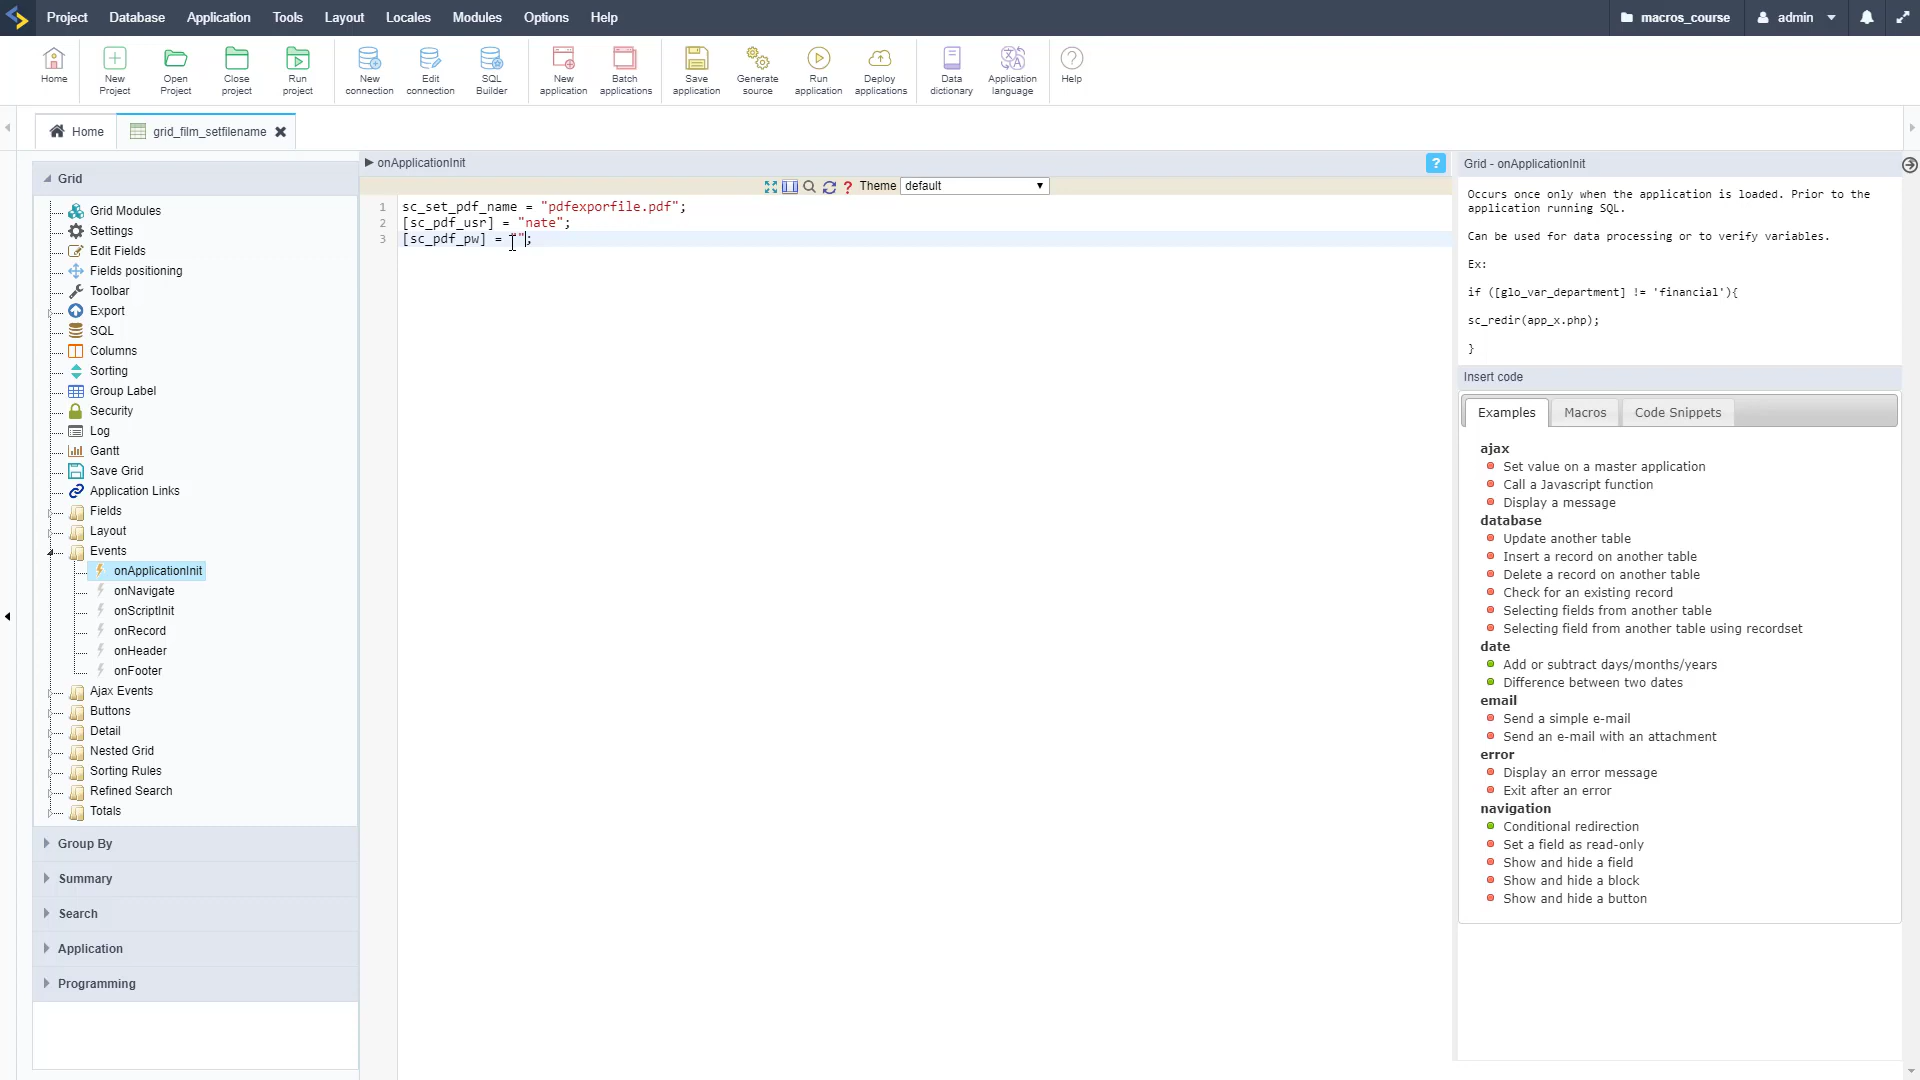 Project Database Application Tools Layout Locales Modules Options Help macros_course admin
Home
New Project
Open Project
Close project
Run project
New connection
Edit connection
SQL Builder
New application
Batch applications
Save application
Generate source
Run application
Deploy applications
Data dictionary
Application language
Help
Home grid_film_setfilename
Grid
Grid Modules
Settings
Edit Fields
Fields positioning
Toolbar
Export
SQL
Columns
Sorting
Group Label
Security
Log
Gantt
Save Grid
Application Links
Fields
Layout
Events
onApplicationInit
onNavigate
onScriptInit
onRecord
onHeader
onFooter
Ajax Events
Buttons
Detail
Nested Grid
Sorting Rules
Refined Search
Totals
Group By
Summary
Search
Application
Programming
onApplicationInit ?
? Theme default
1 sc_set_pdf_name = "pdfexporfile.pdf";
2 [sc_pdf_usr] = "nate";
3 [sc_pdf_pw] = "";
Grid - onApplicationInit
Occurs once only when the application is loaded. Prior to the
application running SQL.
Can be used for data processing or to verify variables.
Ex:
if ([glo_var_department] != 'financial'){
sc_redir(app_x.php);
}
Insert code
Examples Macros Code Snippets
ajax
Set value on a master application
Call a Javascript function
Display a message
database
Update another table
Insert a record on another table
Delete a record on another table
Check for an existing record
Selecting fields from another table
Selecting field from another table using recordset
date
Add or subtract days/months/years
Difference between two dates
email
Send a simple e-mail
Send an e-mail with an attachment
error
Display an error message
Exit after an error
navigation
Conditional redirection
Set a field as read-only
Show and hide a field
Show and hide a block
Show and hide a button